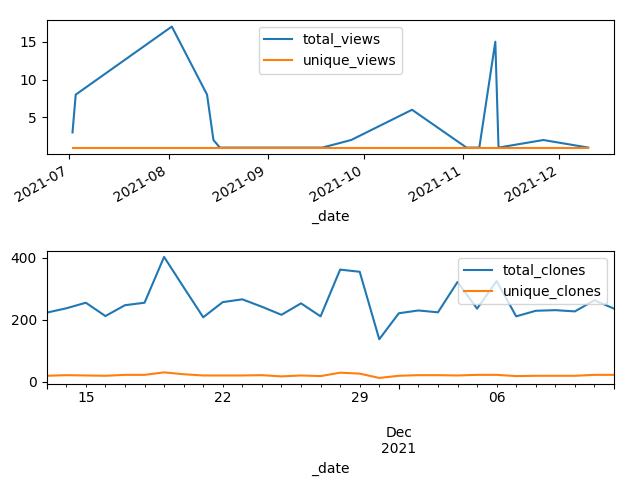 total_views
unique_views
15
10
5
2021-07
2021-08
2021-09
2021-10
2021-11
2021-12
_date
total_clones
unique_clones
400
200
0
15
22
29
06
Dec
2021
_date